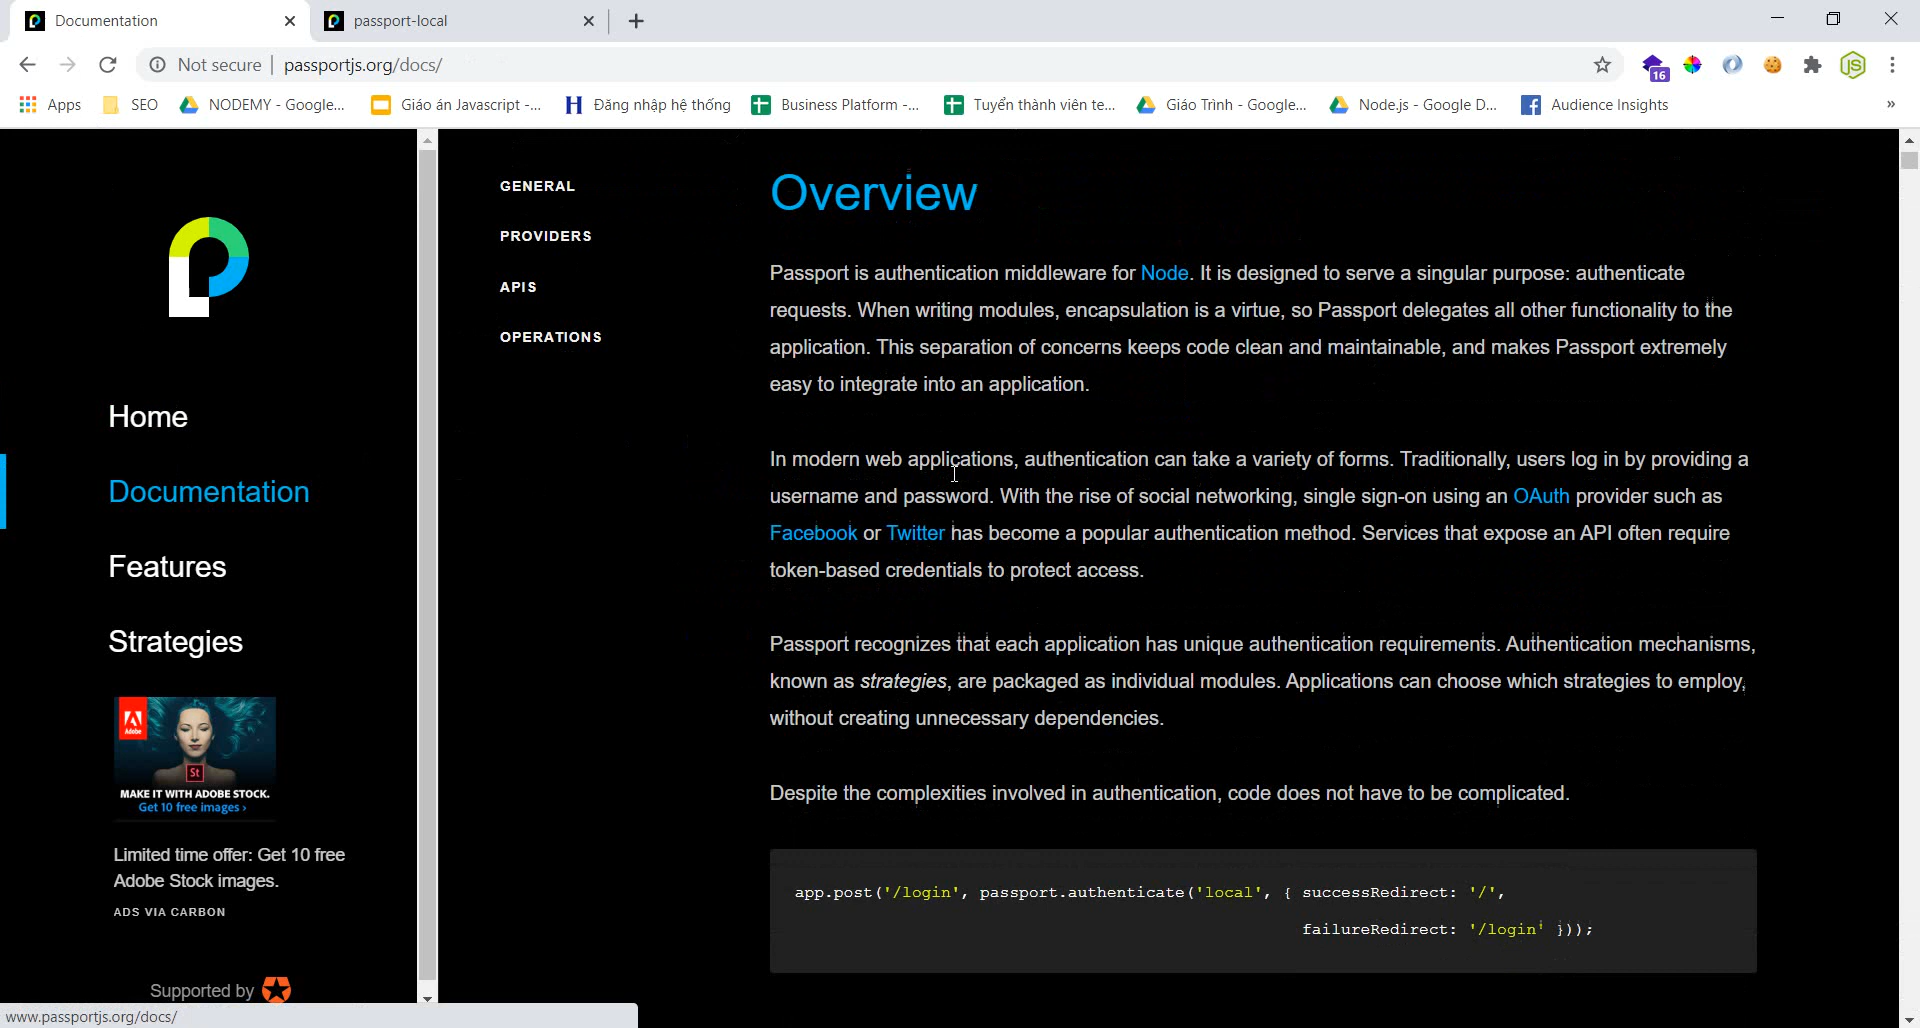 Documentation
passport-local
Not secure
passportjs.org/docs/
16
JS
Apps
SEO
NODEMY - Google...
Giáo án Javascript -...
H Đăng nhập hệ thống
Business Platform -...
Tuyển thành viên te...
Giáo Trình - Google...
Node.js - Google D...
Audience Insights
»
Home
Documentation
Features
Strategies
Adobe
St
MAKE IT WITH ADOBE STOCK.
Get 10 free images ›
Limited time offer: Get 10 free
Adobe Stock images.
ADS VIA CARBON
Supported by
www.passportjs.org/docs/
GENERAL
PROVIDERS
APIS
OPERATIONS
Overview
Passport is authentication middleware for Node. It is designed to serve a singular purpose: authenticate
requests. When writing modules, encapsulation is a virtue, so Passport delegates all other functionality to the
application. This separation of concerns keeps code clean and maintainable, and makes Passport extremely
easy to integrate into an application.
In modern web applications, authentication can take a variety of forms. Traditionally, users log in by providing a
username and password. With the rise of social networking, single sign-on using an OAuth provider such as
Facebook or Twitter has become a popular authentication method. Services that expose an API often require
token-based credentials to protect access.
Passport recognizes that each application has unique authentication requirements. Authentication mechanisms,
known as strategies, are packaged as individual modules. Applications can choose which strategies to employ,
without creating unnecessary dependencies.
Despite the complexities involved in authentication, code does not have to be complicated.
app.post('/login', passport.authenticate('local', { successRedirect: '/',
failureRedirect: '/login' }));